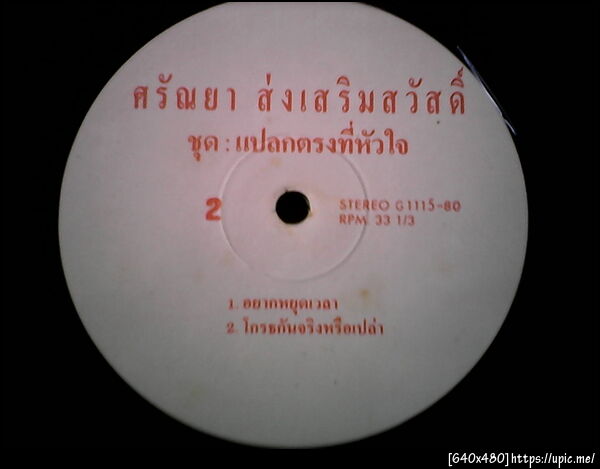 ศรัณยา ส่งเสริมสวัสดิ์
ชุด : แปลกตรงที่หัวใจ
2
STEREO G1115-80
RPM. 33 1/3
1. อยากหยุดเวลา
2. โกรธกันจริงหรือเปล่า
[640x480]https://upic.me/